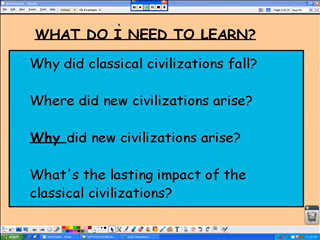 WHAT DO I NEED TO LEARN?
Why did classical civilizations fall?
Where did new civilizations arise?
Why did new civilizations arise?
What's the lasting impact of the
classical civilizations?